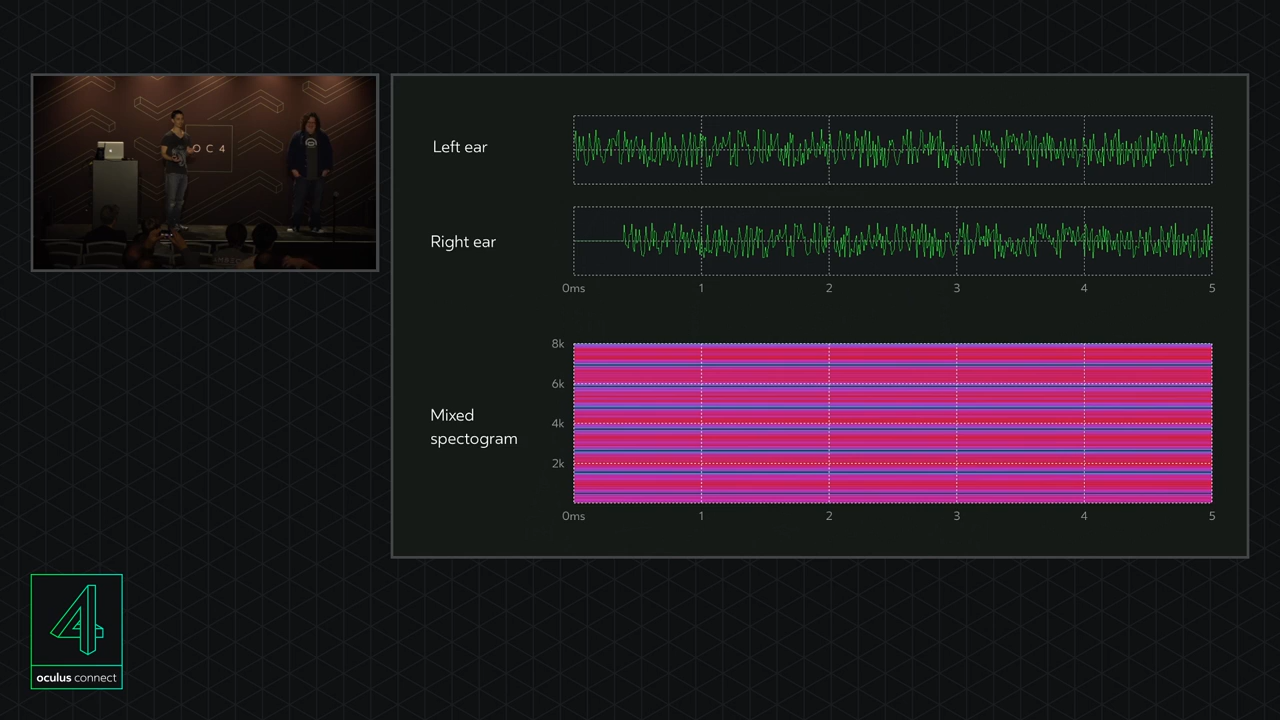 OC4
Left ear
Right ear
0ms 1 2 3 4 5
8k
6k
Mixed
spectogram
4k
2k
0ms 1 2 3 4 5
4
oculus connect